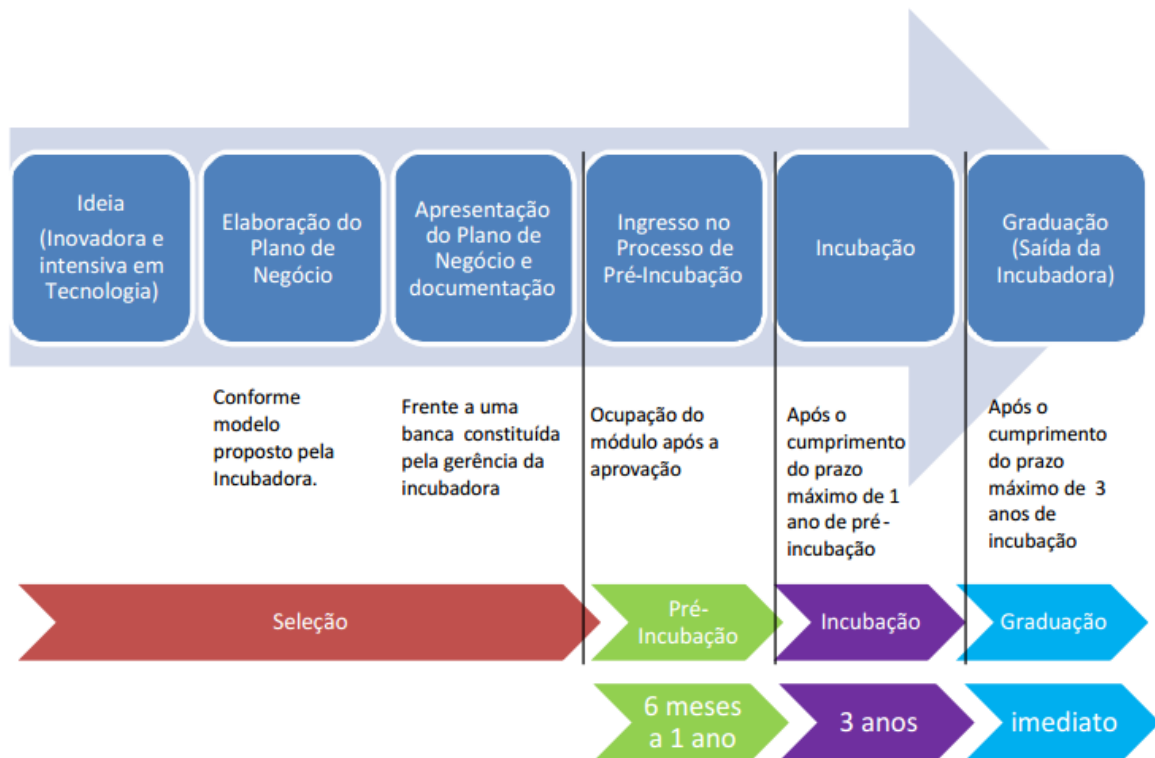 Ideia
(Inovadora e
intensiva em
Tecnologia)
Elaboração do
Plano de
Negócio
Apresentação
do Plano de
Negócio e
documentação
Ingresso no
Processo de
Pré-Incubação
Incubação
Graduação
(Saída da
Incubadora)
Conforme
modelo
proposto pela
Incubadora.
Frente a uma
banca constituída
pela gerência da
incubadora
Ocupação do
módulo após a
aprovação
Após o
cumprimento
do prazo
máximo de 1
ano de pré-
incubação
Após o
cumprimento
do prazo
máximo de 3
anos de
incubação
Seleção
Pré-
Incubação
Incubação
Graduação
6 meses
a 1 ano
3 anos
imediato